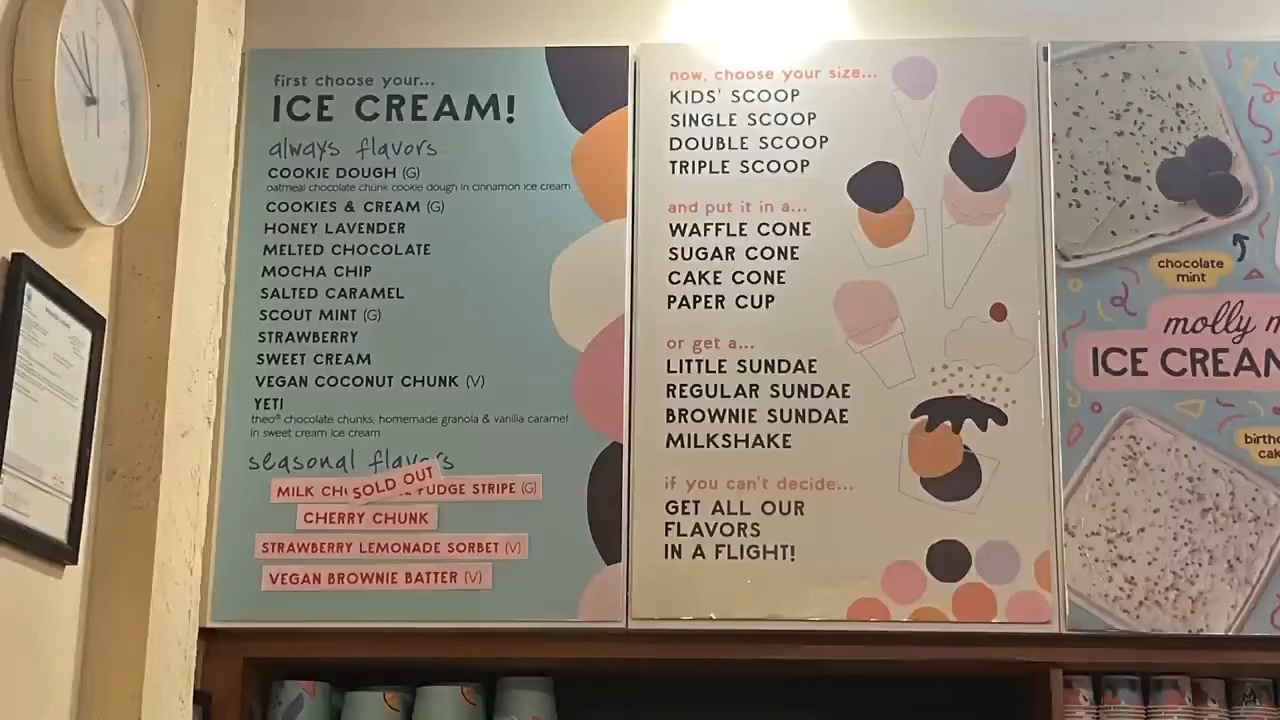 first choose your...
ICE CREAM!
always flavors
COOKIE DOUGH (G)
oatmeal chocolate chunk cookie dough in cinnamon ice cream
COOKIES & CREAM (G)
HONEY LAVENDER
MELTED CHOCOLATE
MOCHA CHIP
SALTED CARAMEL
SCOUT MINT (G)
STRAWBERRY
SWEET CREAM
VEGAN COCONUT CHUNK (V)
YETI
theo® chocolate chunks, homemade granola & vanilla caramel
in sweet cream ice cream
seasonal flavors
SOLD OUT
MILK FUDGE STRIPE (G)
CHERRY CHUNK
STRAWBERRY LEMONADE SORBET (V)
VEGAN BROWNIE BATTER (V)
now, choose your size...
KIDS' SCOOP
SINGLE SCOOP
DOUBLE SCOOP
TRIPLE SCOOP
and put it in a...
WAFFLE CONE
SUGAR CONE
CAKE CONE
PAPER CUP
or get a...
LITTLE SUNDAE
REGULAR SUNDAE
BROWNIE SUNDAE
MILKSHAKE
if you can't decide...
GET ALL OUR
FLAVORS
IN A FLIGHT!
chocolate
mint
molly m
ICE CREAM
birthd
cak